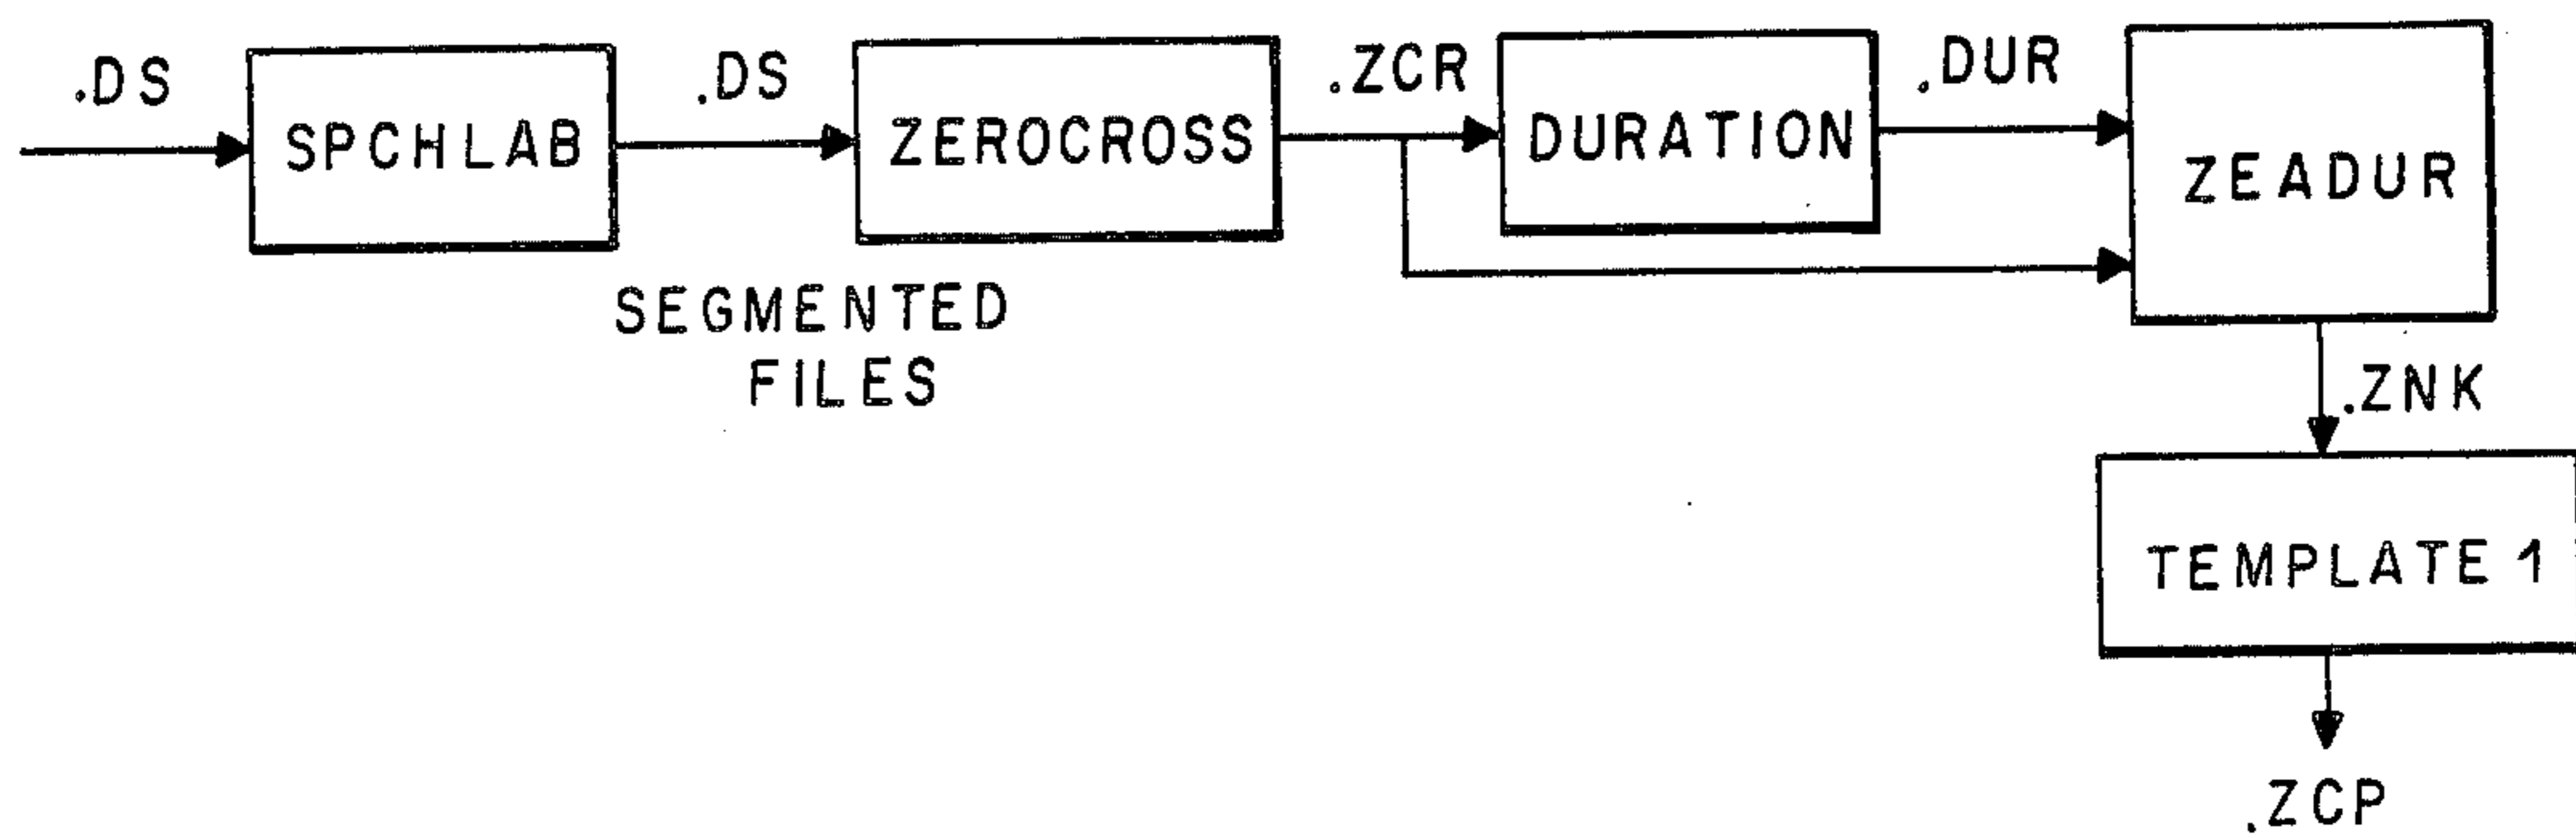 .DS
SPCHLAB
.DS
ZEROCROSS
.ZCR
DURATION
.DUR
ZEADUR
SEGMENTED
FILES
.ZNK
TEMPLATE 1
.ZCP